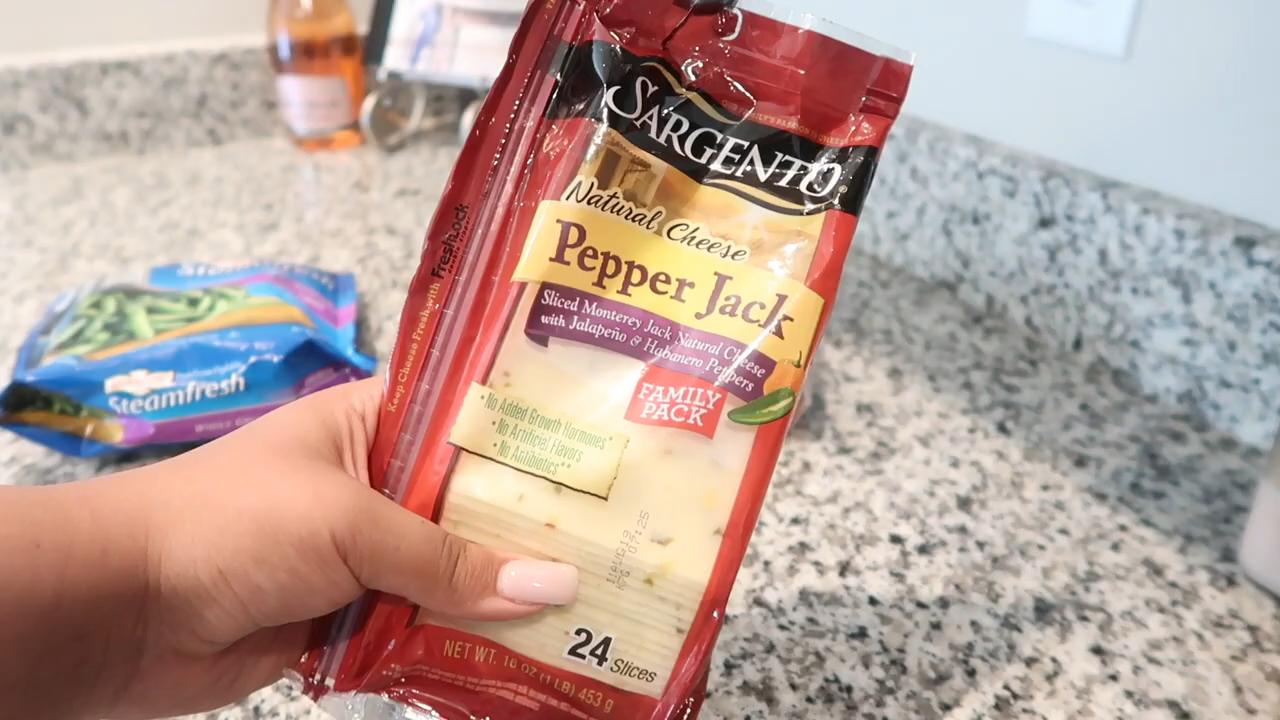 SARGENTO
Natural Cheese
Pepper Jack
Sliced Monterey Jack Natural Cheese
with Jalapeño & Habanero Peppers
FAMILY
PACK
• No Added Growth Hormones*
• No Artificial Flavors
• No Antibiotics**
24 Slices
NET WT. 16 OZ (1 LB) 453 g
Keep Cheese Fresh with Fresh-Lock
Steamfresh
Steamfresh